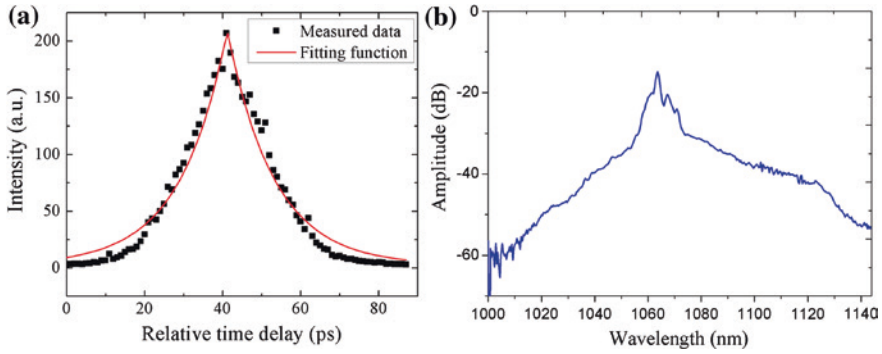 (a)
Measured data
Fitting function
200
150
100
50
0
Intensity (a.u.)
0 20 40 60 80
Relative time delay (ps)
(b)
0
-20
-40
-60
Amplitude (dB)
1000 1020 1040 1060 1080 1100 1120 1140
Wavelength (nm)